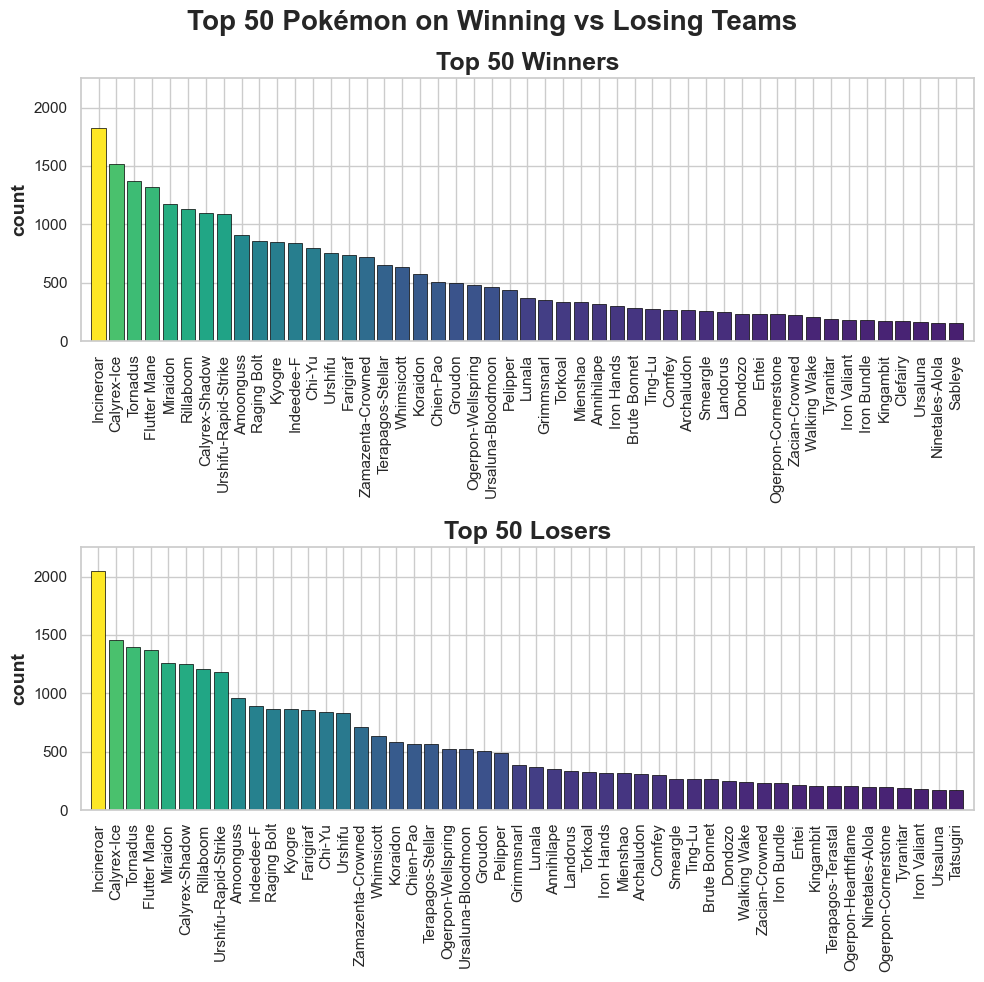 Top 50 Pokémon on Winning vs Losing Teams
Top 50 Winners
2000
1500
1000
500
0
count
Incineroar
Calyrex-Ice
Tornadus
Flutter Mane
Miraidon
Rillaboom
Calyrex-Shadow
Urshifu-Rapid-Strike
Amoonguss
Raging Bolt
Kyogre
Indeedee-F
Chi-Yu
Urshifu
Farigiraf
Zamazenta-Crowned
Terapagos-Stellar
Whimsicott
Koraidon
Chien-Pao
Groudon
Ogerpon-Wellspring
Ursaluna-Bloodmoon
Pelipper
Lunala
Grimmsnarl
Torkoal
Mienshao
Annihilape
Iron Hands
Brute Bonnet
Ting-Lu
Comfey
Archaludon
Smeargle
Landorus
Dondozo
Entei
Ogerpon-Cornerstone
Zacian-Crowned
Walking Wake
Tyranitar
Iron Valiant
Iron Bundle
Kingambit
Clefairy
Ursaluna
Ninetales-Alola
Sableye
Top 50 Losers
2000
1500
1000
500
0
count
Incineroar
Calyrex-Ice
Tornadus
Flutter Mane
Miraidon
Calyrex-Shadow
Rillaboom
Urshifu-Rapid-Strike
Amoonguss
Indeedee-F
Raging Bolt
Kyogre
Farigiraf
Chi-Yu
Urshifu
Zamazenta-Crowned
Whimsicott
Koraidon
Chien-Pao
Terapagos-Stellar
Ogerpon-Wellspring
Ursaluna-Bloodmoon
Groudon
Pelipper
Grimmsnarl
Lunala
Annihilape
Landorus
Torkoal
Iron Hands
Mienshao
Archaludon
Comfey
Smeargle
Ting-Lu
Brute Bonnet
Dondozo
Walking Wake
Zacian-Crowned
Iron Bundle
Entei
Kingambit
Terapagos-Terastal
Ogerpon-Hearthflame
Ninetales-Alola
Ogerpon-Cornerstone
Tyranitar
Iron Valiant
Ursaluna
Tatsugiri